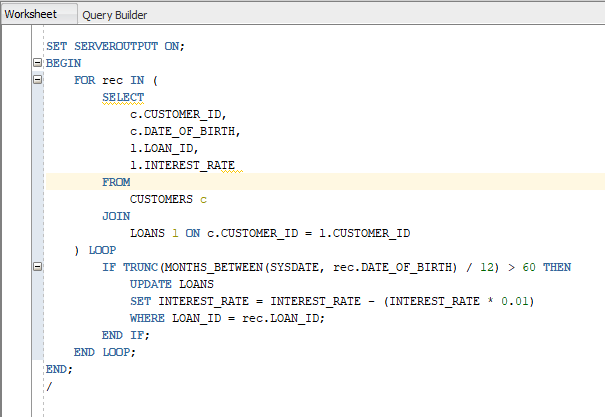 Worksheet Query Builder
SET SERVEROUTPUT ON;
BEGIN
    FOR rec IN (
        SELECT
            c.CUSTOMER_ID,
            c.DATE_OF_BIRTH,
            l.LOAN_ID,
            l.INTEREST_RATE
        FROM
            CUSTOMERS c
        JOIN
            LOANS l ON c.CUSTOMER_ID = l.CUSTOMER_ID
    ) LOOP
        IF TRUNC(MONTHS_BETWEEN(SYSDATE, rec.DATE_OF_BIRTH) / 12) > 60 THEN
            UPDATE LOANS
            SET INTEREST_RATE = INTEREST_RATE - (INTEREST_RATE * 0.01)
            WHERE LOAN_ID = rec.LOAN_ID;
        END IF;
    END LOOP;
END;
/